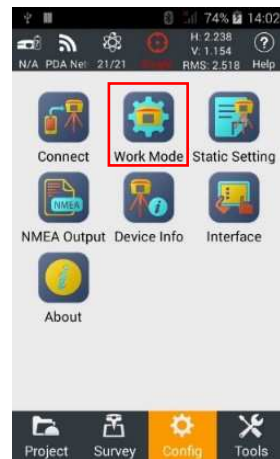 74% 14:02
H: 2.238
V: 1.154
N/A PDA Net 21/21 RMS: 2.518 Help
Connect Work Mode Static Setting
NMEA
NMEA Output Device Info Interface
About
Project Survey Config Tools